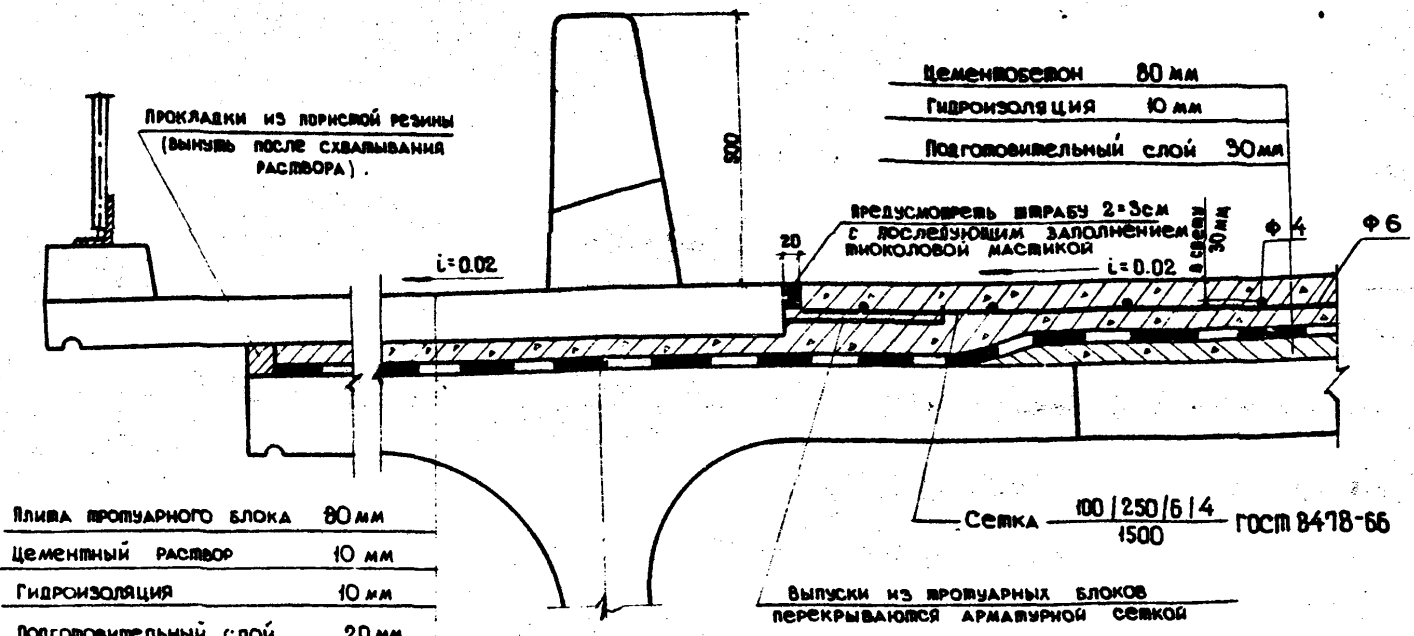 Цементобетон 80 мм
Гидроизоляция 10 мм
Подготовительный слой 30 мм
Прокладки из пористой резины
(вынуть после схватывания
раствора).
900
Предусмотреть штрабу 2×3см
с последующим заполнением
тиоколовой мастикой
20
в свету
30 мм
Ф 4
Ф 6
i=0.02
i=0.02
Плита тротуарного блока 80 мм
Цементный раствор 10 мм
Гидроизоляция 10 мм
Подготовительный слой 20 мм
Сетка 100/250/6/4
1500
ГОСТ 8478-66
Выпуски из тротуарных блоков
перекрываются арматурной сеткой